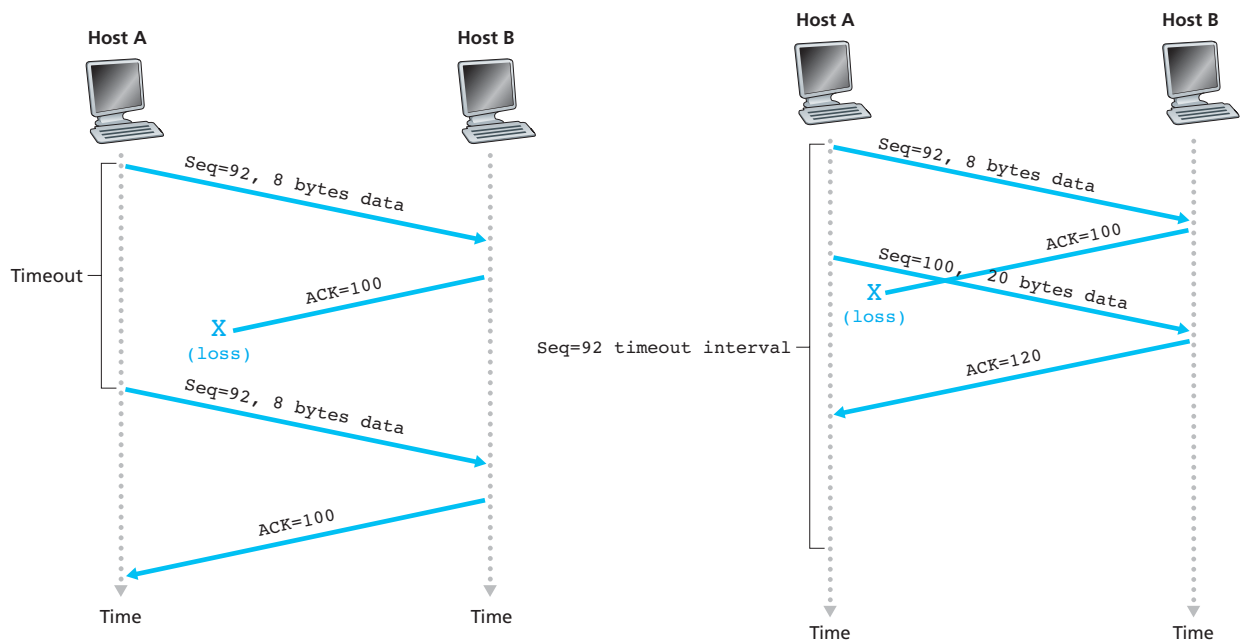 Host A
Host B
Seq=92, 8 bytes data
Timeout
ACK=100
X
(loss)
Seq=92, 8 bytes data
ACK=100
Time
Time
Host A
Host B
Seq=92, 8 bytes data
ACK=100
Seq=100, 20 bytes data
X
(loss)
Seq=92 timeout interval
ACK=120
Time
Time